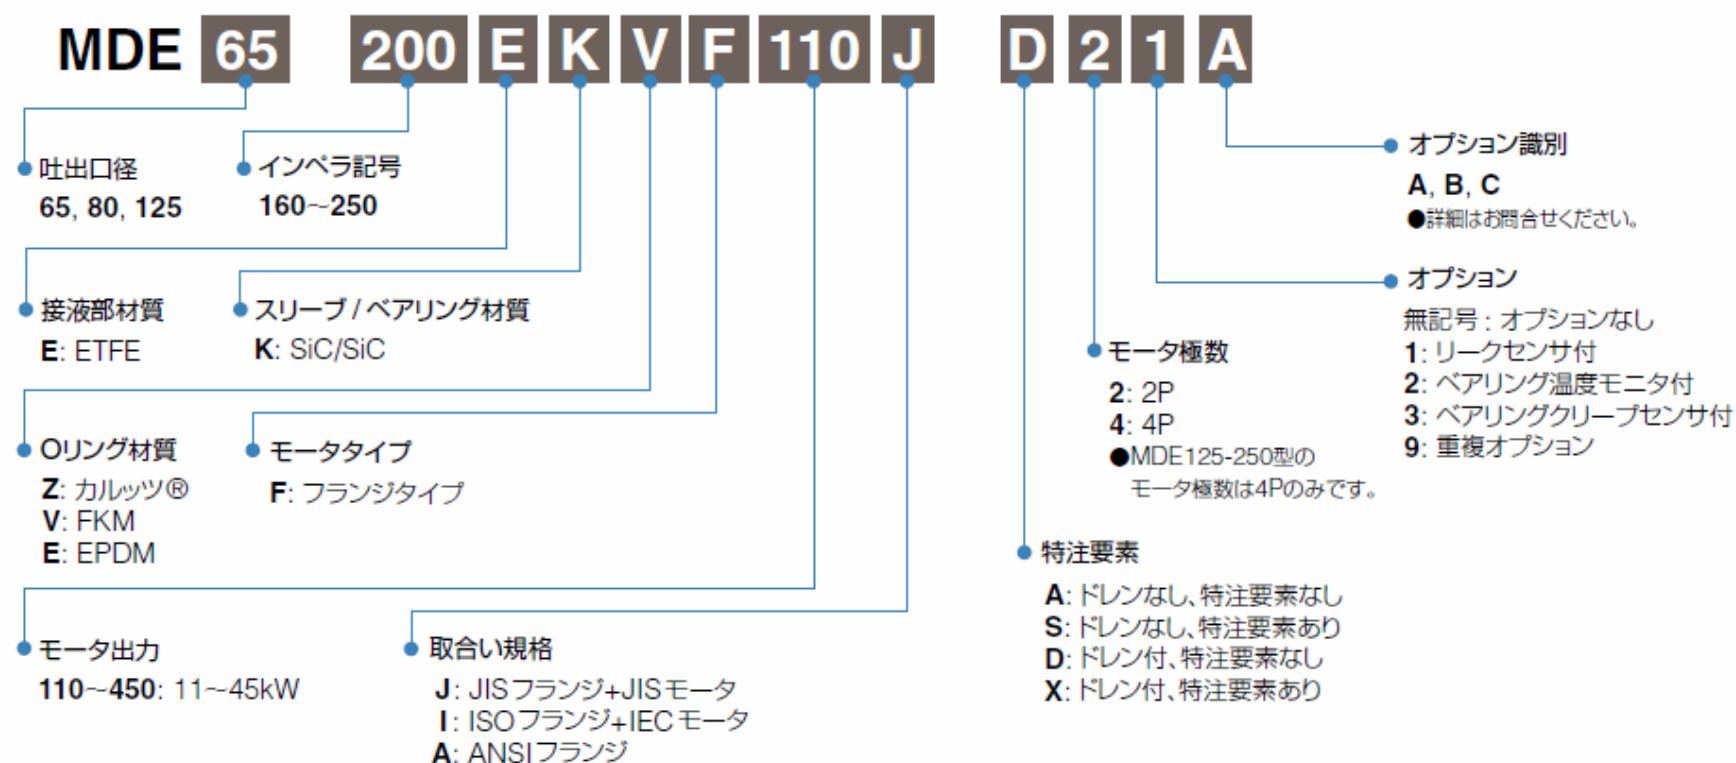 MDE 65 200 E K V F 110 J D 2 1 A
吐出口径
65, 80, 125
インペラ記号
160～250
接液部材質
E: ETFE
スリーブ / ベアリング材質
K: SiC/SiC
Oリング材質
Z: カルッツ®
V: FKM
E: EPDM
モータタイプ
F: フランジタイプ
モータ出力
110～450: 11～45kW
取合い規格
J: JISフランジ+JISモータ
I: ISOフランジ+IECモータ
A: ANSIフランジ
特注要素
A: ドレンなし、特注要素なし
S: ドレンなし、特注要素あり
D: ドレン付、特注要素なし
X: ドレン付、特注要素あり
モータ極数
2: 2P
4: 4P
●MDE125-250型の
モータ極数は4Pのみです。
オプション
無記号 : オプションなし
1: リークセンサ付
2: ベアリング温度モニタ付
3: ベアリングクリープセンサ付
9: 重複オプション
オプション識別
A, B, C
●詳細はお問合せください。